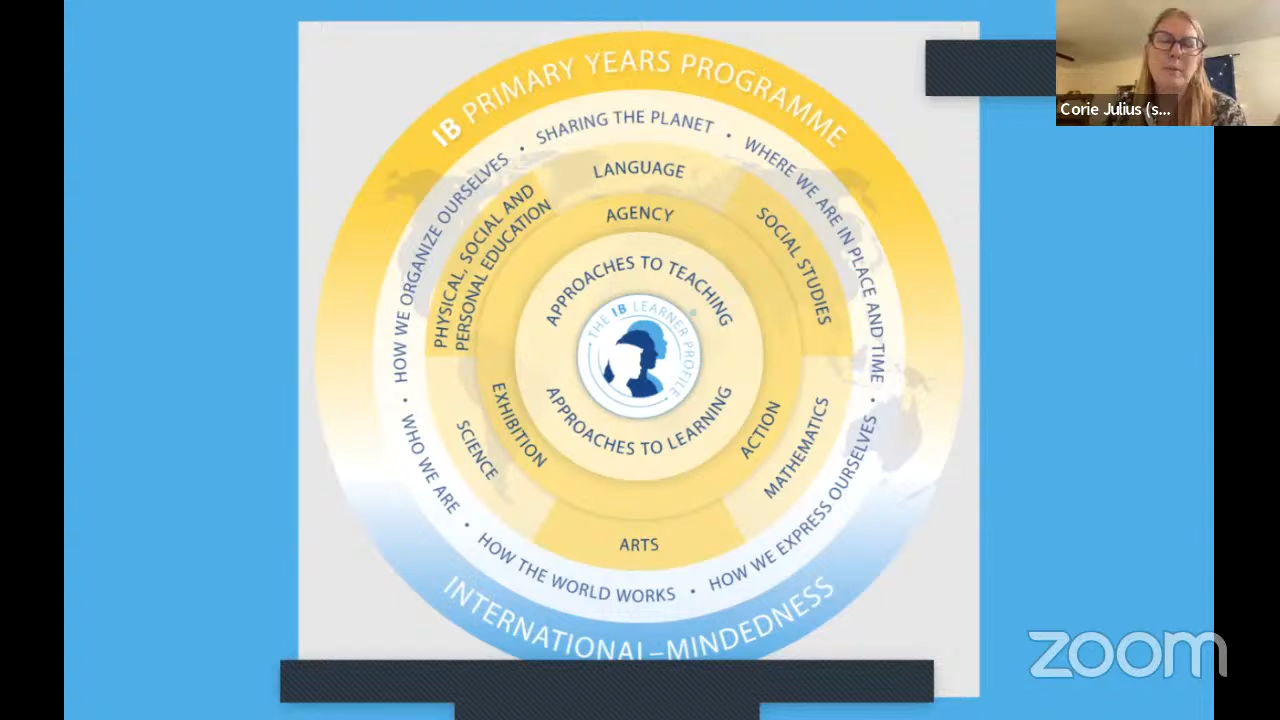 IB PRIMARY YEARS PROGRAMME
HOW WE ORGANIZE OURSELVES • SHARING THE PLANET • WHERE WE ARE IN PLACE AND TIME •
LANGUAGE
PHYSICAL, SOCIAL AND
PERSONAL EDUCATION
SOCIAL STUDIES
AGENCY
APPROACHES TO TEACHING
THE IB LEARNER PROFILE
APPROACHES TO LEARNING
EXHIBITION
ACTION
SCIENCE
MATHEMATICS
ARTS
• WHO WE ARE • HOW THE WORLD WORKS • HOW WE EXPRESS OURSELVES
INTERNATIONAL-MINDEDNESS
Corie Julius (s...
zoom